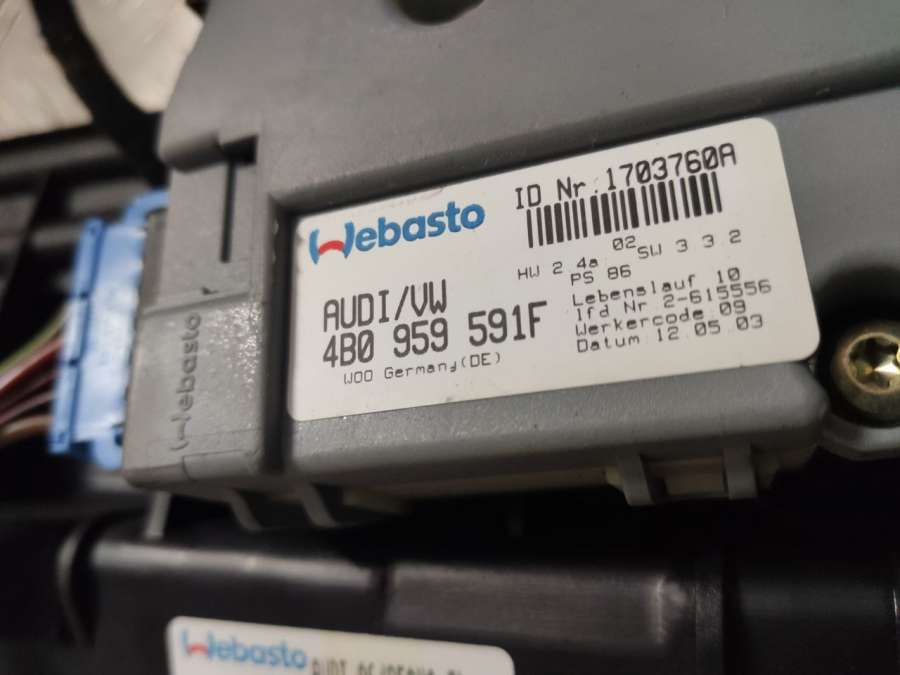 Webasto
ID Nr. 1703760A
HW 2.4a 02 SW 3 3 2
PS 86
AUDI/VW
4B0 959 591F
W00 Germany(DE)
Lebenslauf 10
lfd Nr 2-615556
Werkercode 09
Datum 12.05.03
Webasto
Webasto